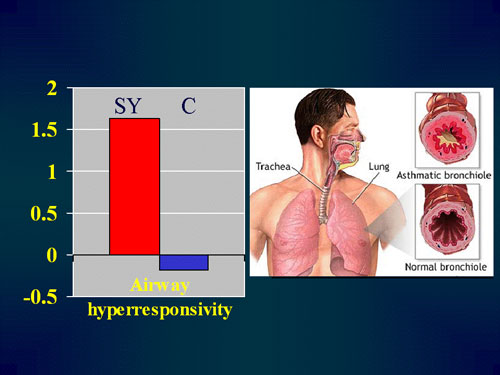 2
1.5
1
0.5
0
-0.5
SY C
Airway
hyperresponsivity
Trachea
Lung
Asthmatic bronchiole
Normal bronchiole